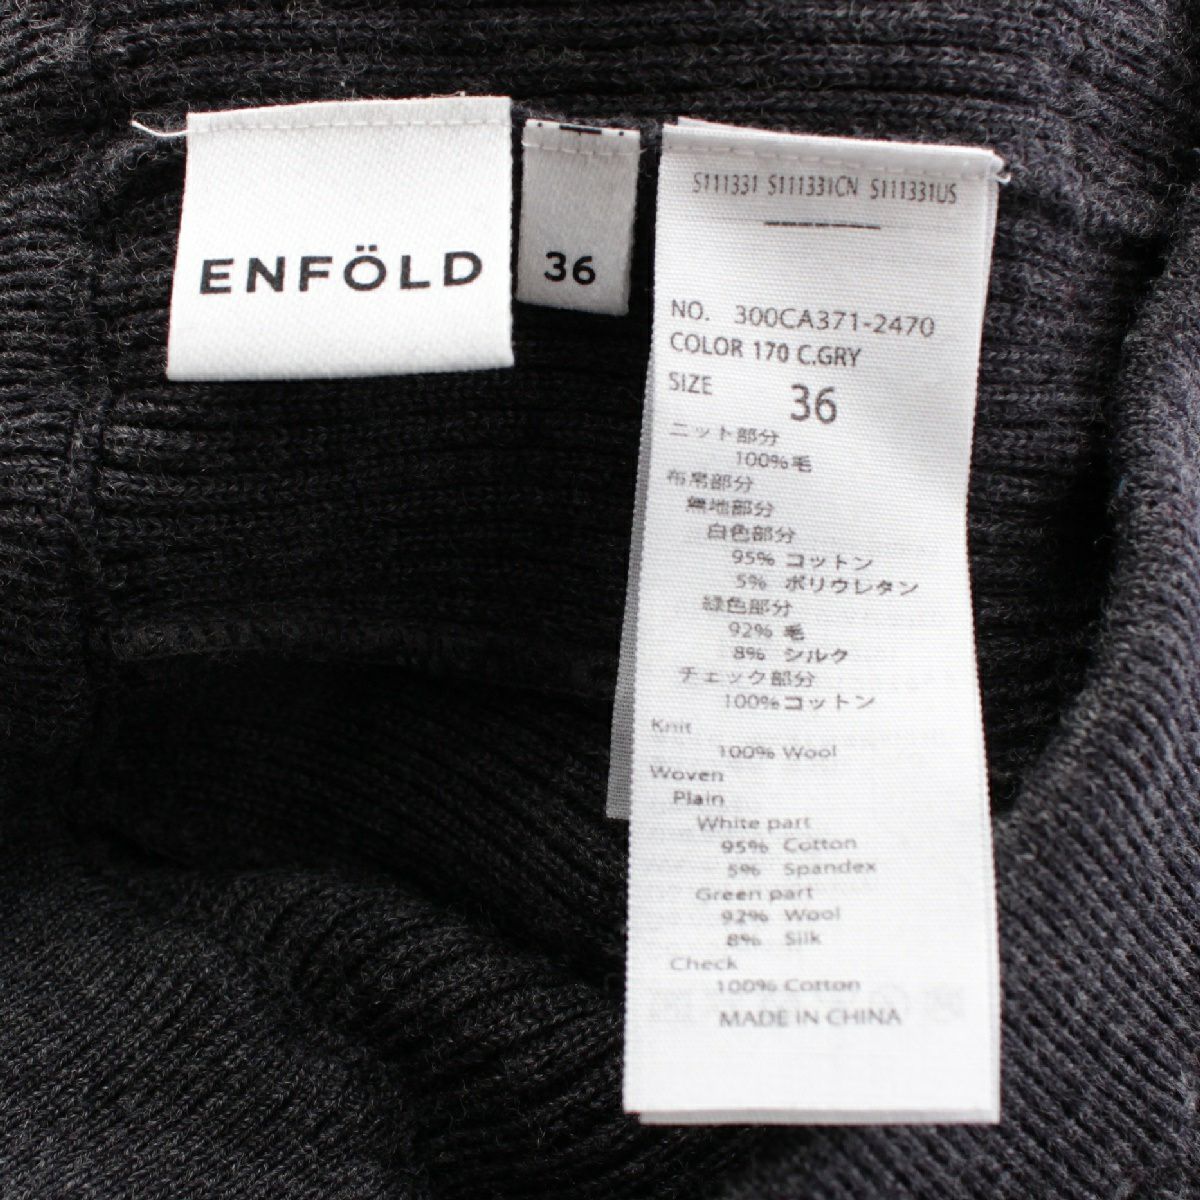 ENFÖLD
36
S111331 S111331CN S111331US
NO. 300CA371-2470
COLOR 170 C.GRY
SIZE 36
ニット部分
100% 毛
布帛部分
無地部分
白色部分
95% コットン
5% ポリウレタン
緑色部分
92% 毛
8% シルク
チェック部分
100% コットン
Knit
100% Wool
Woven
Plain
White part
95% Cotton
5% Spandex
Green part
92% Wool
8% Silk
Check
100% Cotton
MADE IN CHINA